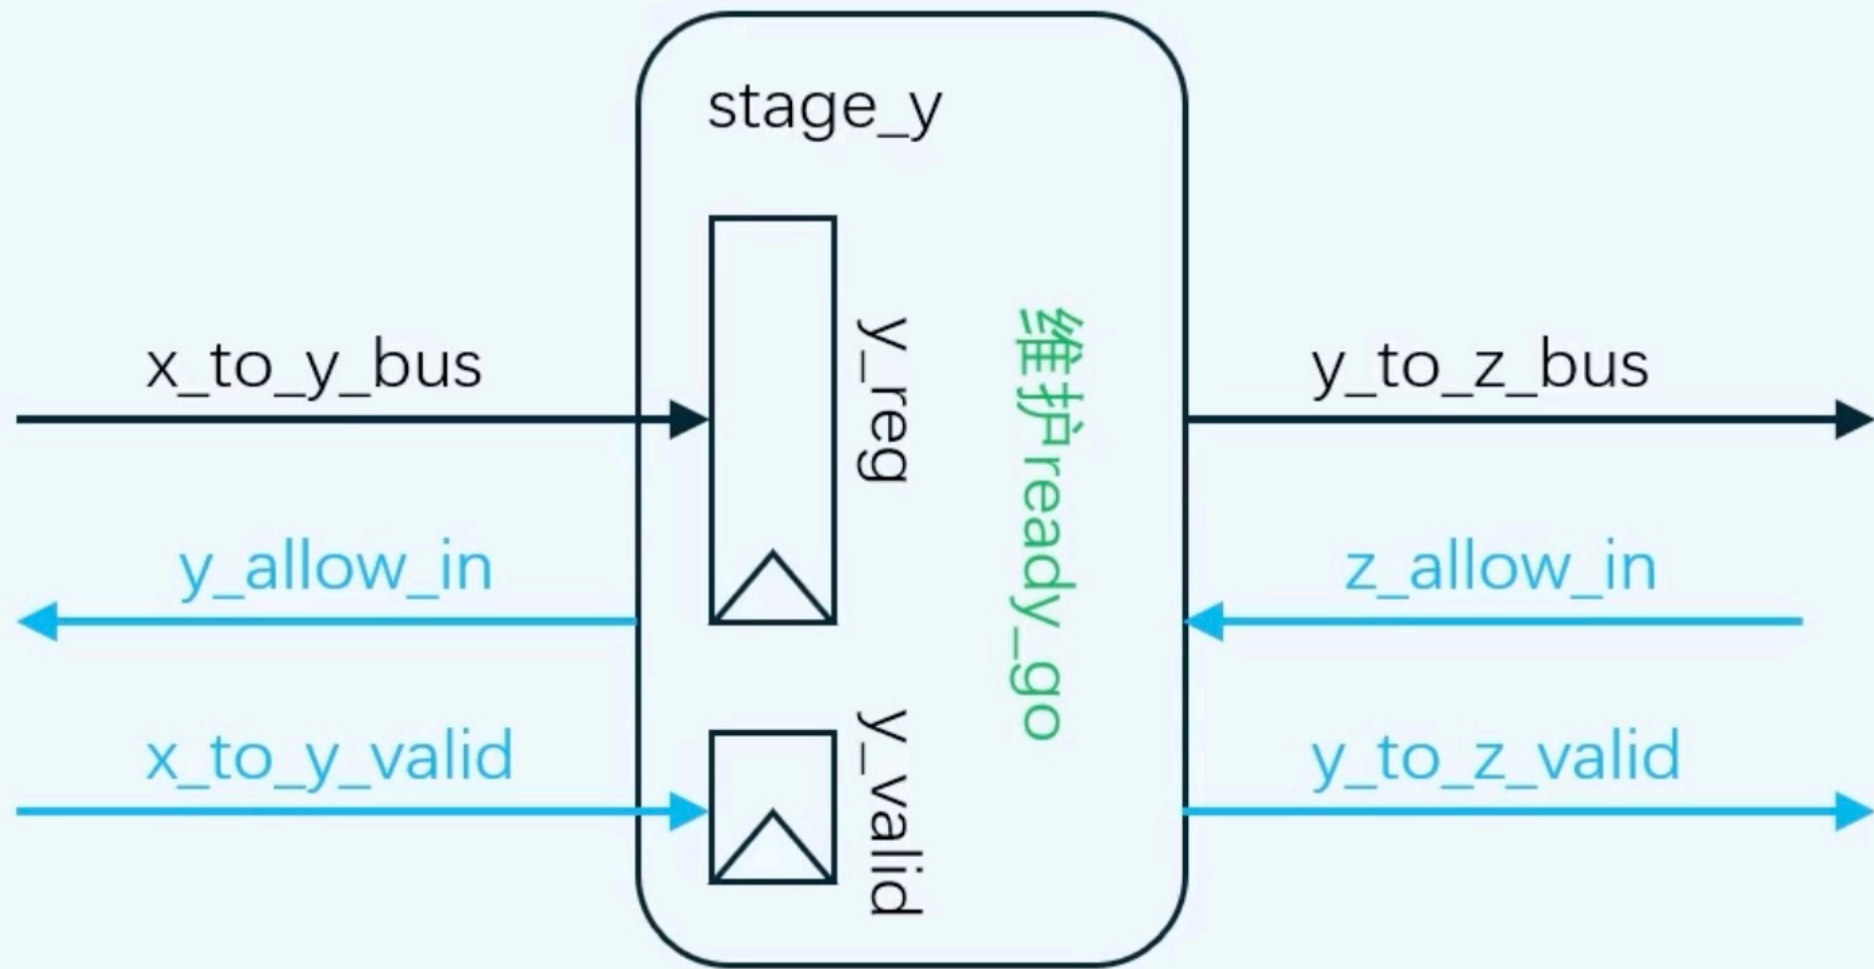 stage_y
x_to_y_bus
y_reg
维护ready_go
y_to_z_bus
y_allow_in
z_allow_in
x_to_y_valid
y_valid
y_to_z_valid